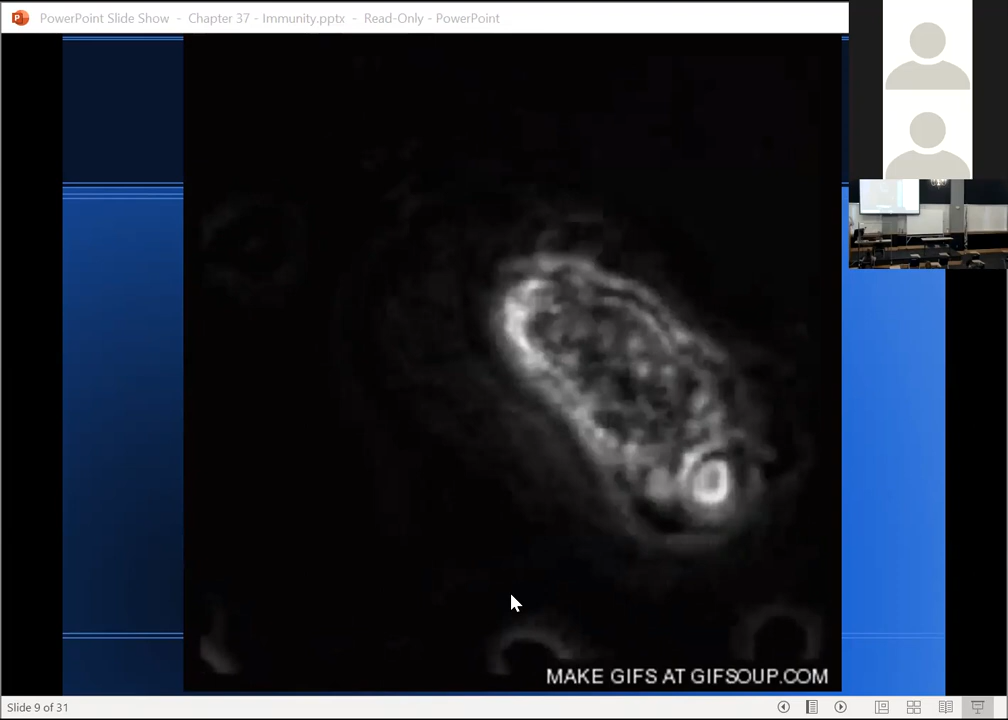 PowerPoint Slide Show - Chapter 37 - Immunity.pptx - Read-Only - PowerPoint
MAKE GIFS AT GIFSOUP.COM
Slide 9 of 31